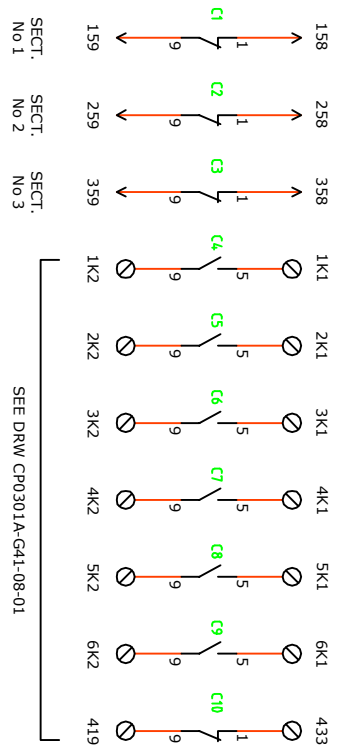 158 258 358 1K1 2K1 3K1 4K1 5K1 6K1 433
1 1 1 5 5 5 5 5 5 1
C1 C2 C3 C4 C5 C6 C7 C8 C9 C10
9 9 9 9 9 9 9 9 9 9
159 259 359 1K2 2K2 3K2 4K2 5K2 6K2 419
SECT. SECT. SECT.
No 1 No 2 No 3
SEE DRW CP0301A-G41-08-01